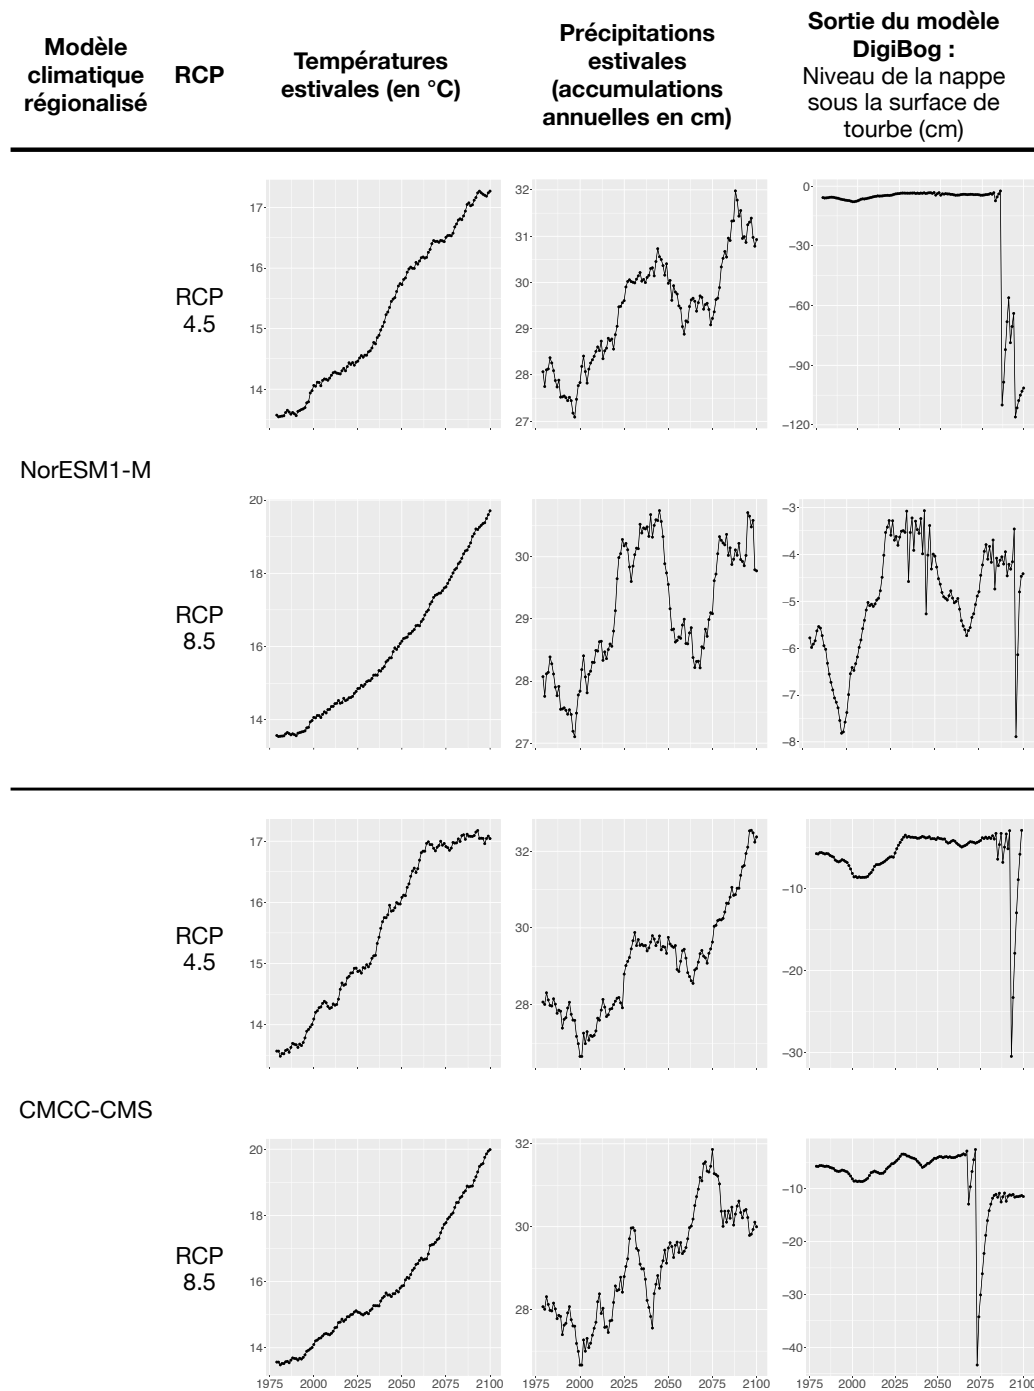 Modèle
climatique
régionalisé
RCP
Températures
estivales (en °C)
Précipitations
estivales
(accumulations
annuelles en cm)
Sortie du modèle
DigiBog :
Niveau de la nappe
sous la surface de
tourbe (cm)
NorESM1-M
RCP
4.5
17
16
15
14
32
31
30
29
28
27
0
−30
−60
−90
−120
RCP
8.5
20
18
16
14
30
29
28
27
−3
−4
−5
−6
−7
−8
CMCC-CMS
RCP
4.5
17
16
15
14
32
30
28
−10
−20
−30
RCP
8.5
20
18
16
14
1975 2000 2025 2050 2075 2100
32
30
28
1975 2000 2025 2050 2075 2100
−10
−20
−30
−40
1975 2000 2025 2050 2075 2100